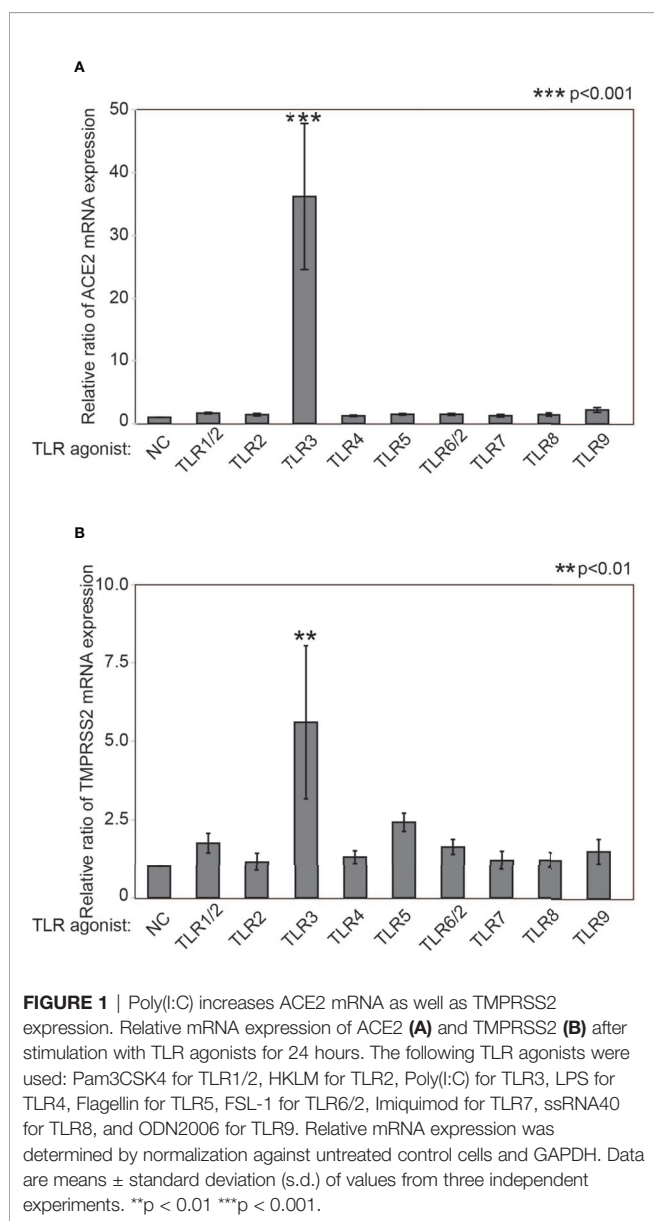 A
*** p<0.001
Relative ratio of ACE2 mRNA expression
50
40
30
20
10
0
***
TLR agonist:
NC
TLR1/2
TLR2
TLR3
TLR4
TLR5
TLR6/2
TLR7
TLR8
TLR9
B
**p<0.01
Relative ratio of TMPRSS2 mRNA expression
10.0
7.5
5.0
2.5
0
**
TLR agonist:
NC
TLR1/2
TLR2
TLR3
TLR4
TLR5
TLR6/2
TLR7
TLR8
TLR9
FIGURE 1 | Poly(I:C) increases ACE2 mRNA as well as TMPRSS2
expression. Relative mRNA expression of ACE2 (A) and TMPRSS2 (B) after
stimulation with TLR agonists for 24 hours. The following TLR agonists were
used: Pam3CSK4 for TLR1/2, HKLM for TLR2, Poly(I:C) for TLR3, LPS for
TLR4, Flagellin for TLR5, FSL-1 for TLR6/2, Imiquimod for TLR7, ssRNA40
for TLR8, and ODN2006 for TLR9. Relative mRNA expression was
determined by normalization against untreated control cells and GAPDH. Data
are means ± standard deviation (s.d.) of values from three independent
experiments. **p < 0.01 ***p < 0.001.